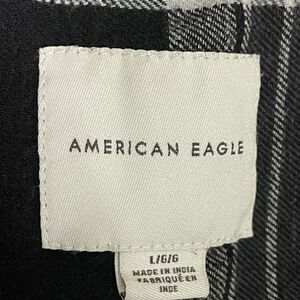 AMERICAN EAGLE
L/G/G
MADE IN INDIA
FABRIQUÉ EN
INDE